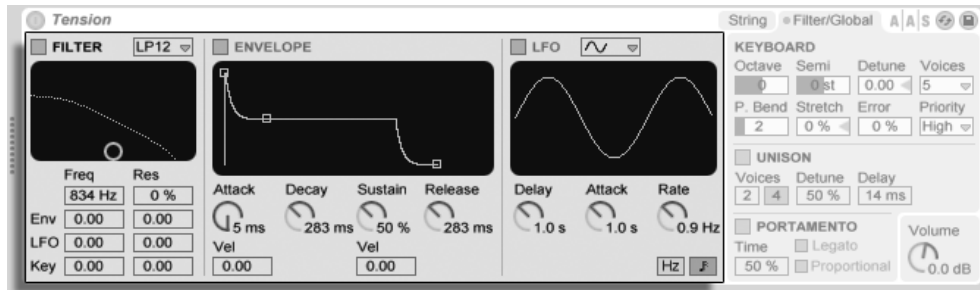 Tension
String Filter/Global A A S
FILTER LP12
Freq Res
834 Hz 0 %
Env 0.00 0.00
LFO 0.00 0.00
Key 0.00 0.00
ENVELOPE
Attack Decay Sustain Release
5 ms 283 ms 50 % 283 ms
Vel Vel
0.00 0.00
LFO
Delay Attack Rate
1.0 s 1.0 s 0.9 Hz
Hz
KEYBOARD
Octave Semi Detune Voices
0 0 st 0.00 5
P. Bend Stretch Error Priority
2 0 % 0 % High
UNISON
Voices Detune Delay
2 4 50 % 14 ms
PORTAMENTO
Time Legato
50 % Proportional
Volume
0.0 dB